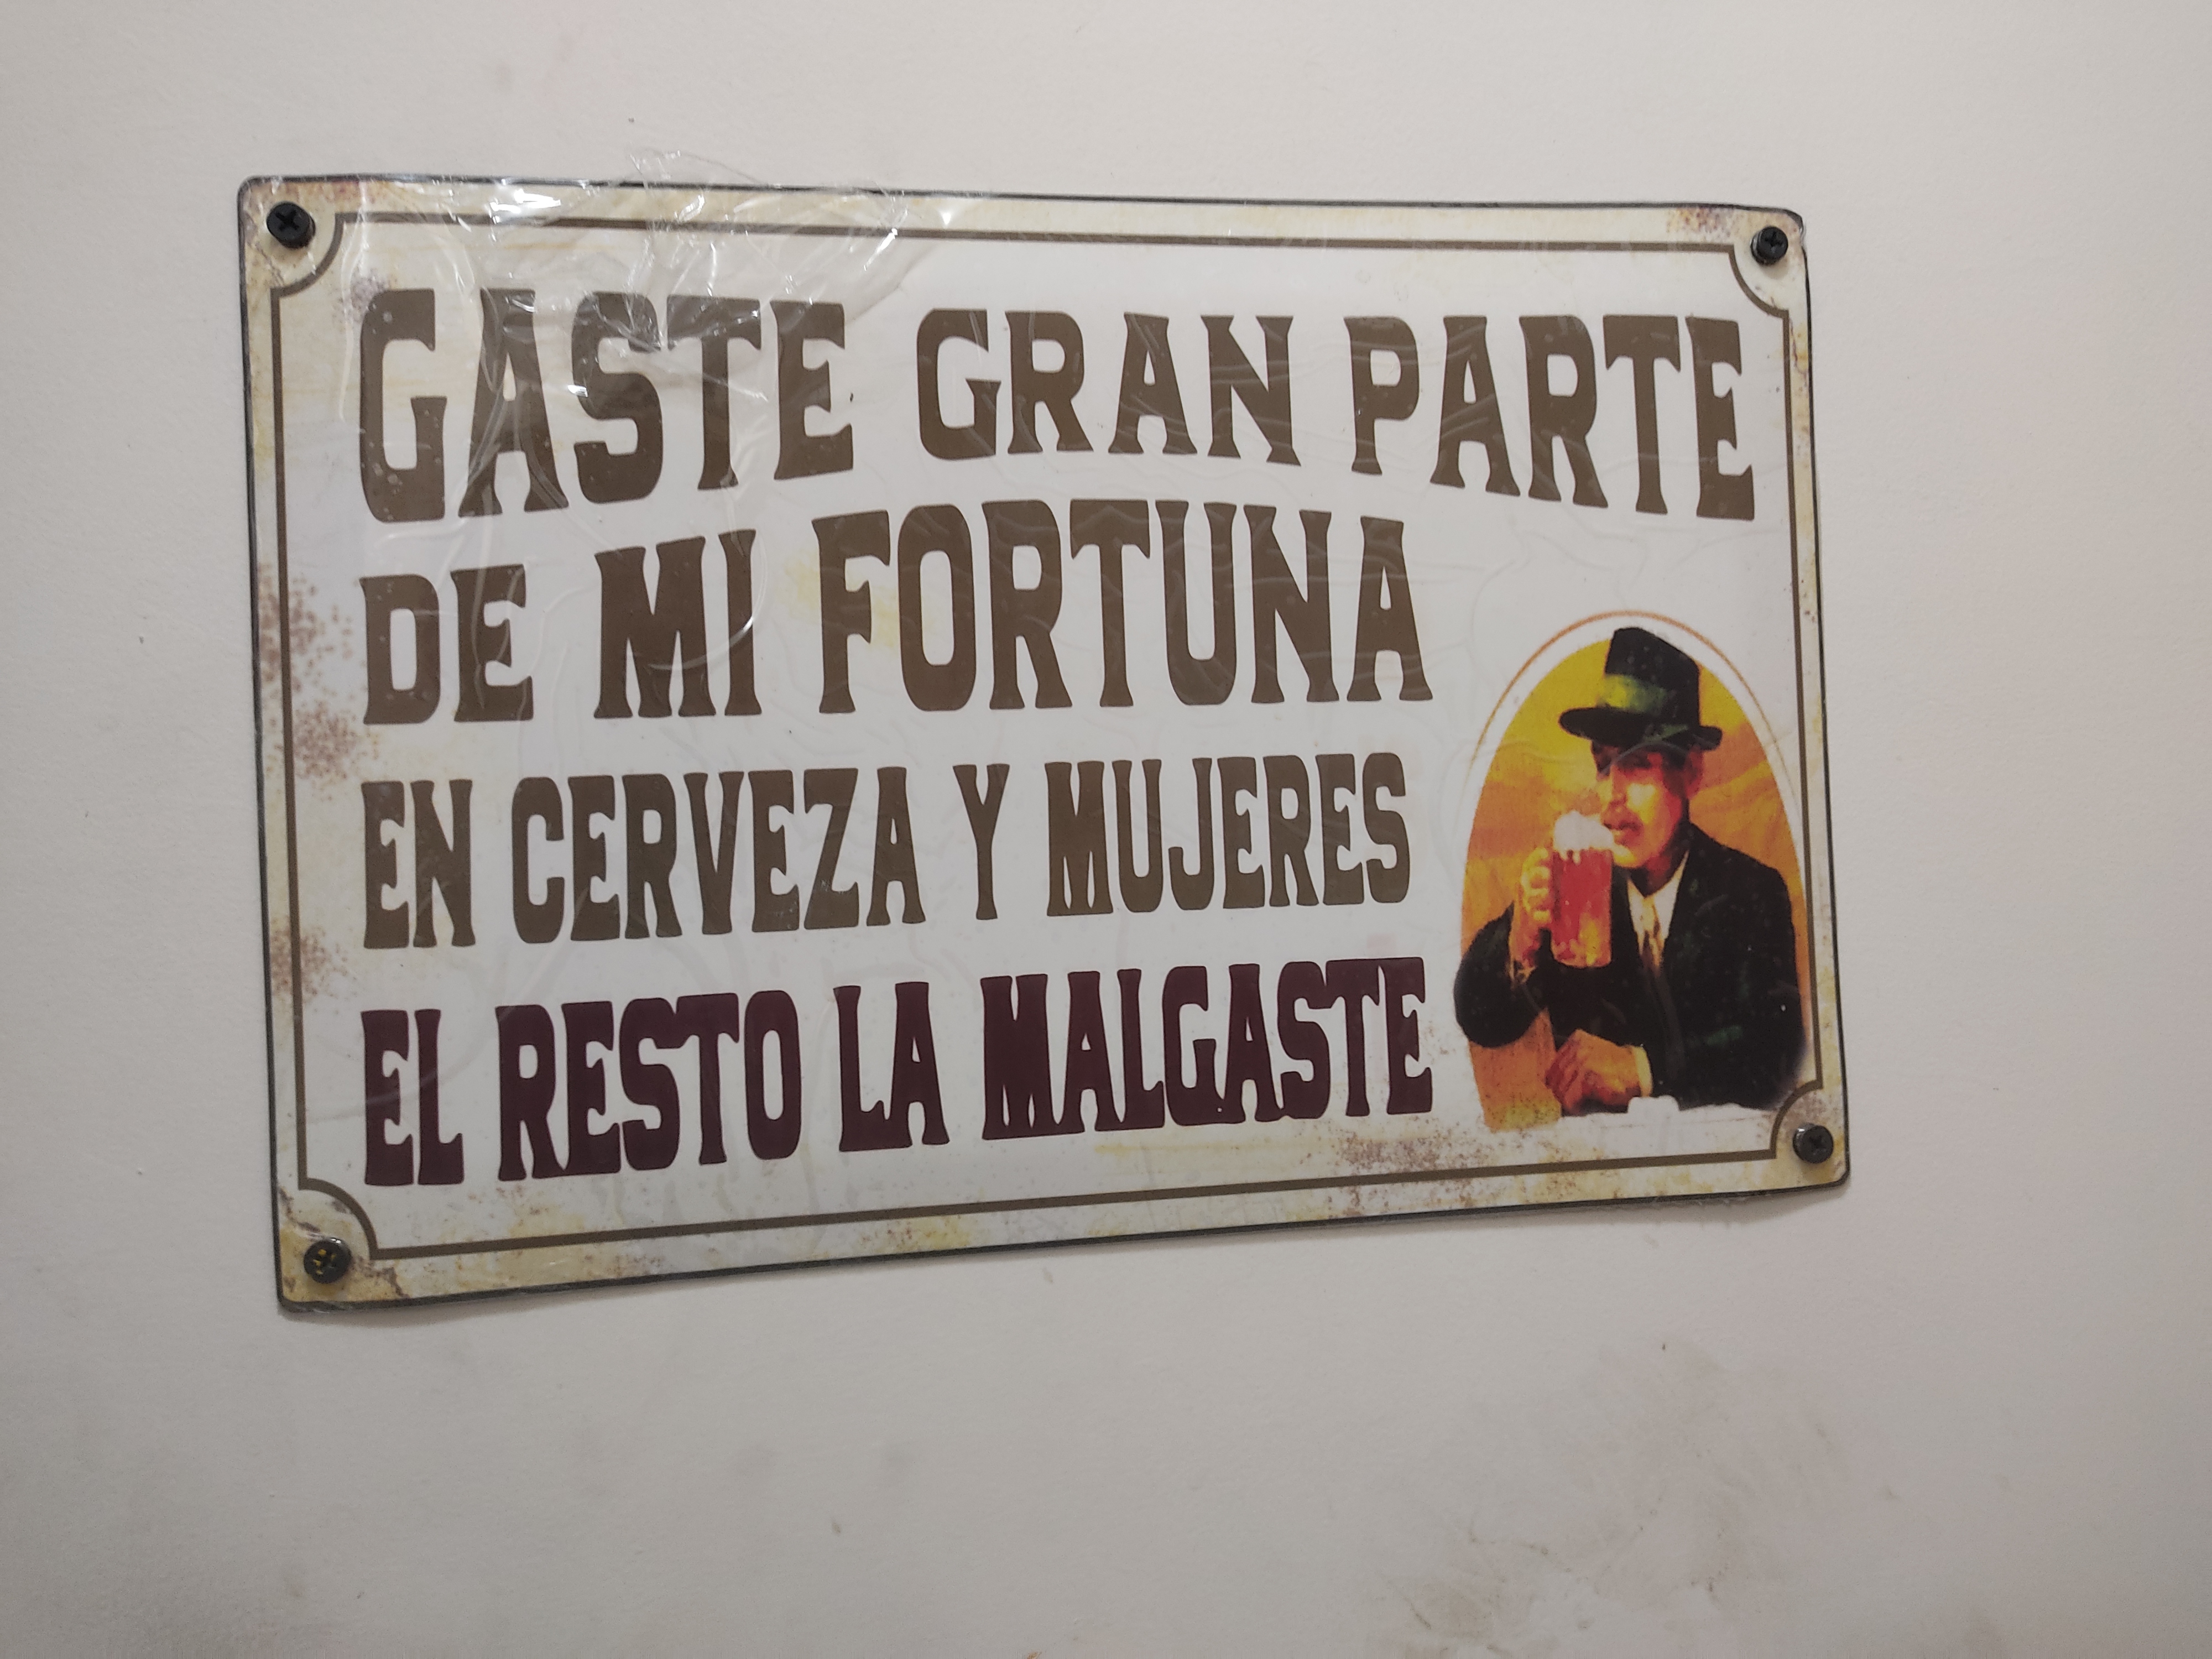 GASTE GRAN PARTE
DE MI FORTUNA
EN CERVEZA Y MUJERES
EL RESTO LA MALGASTE